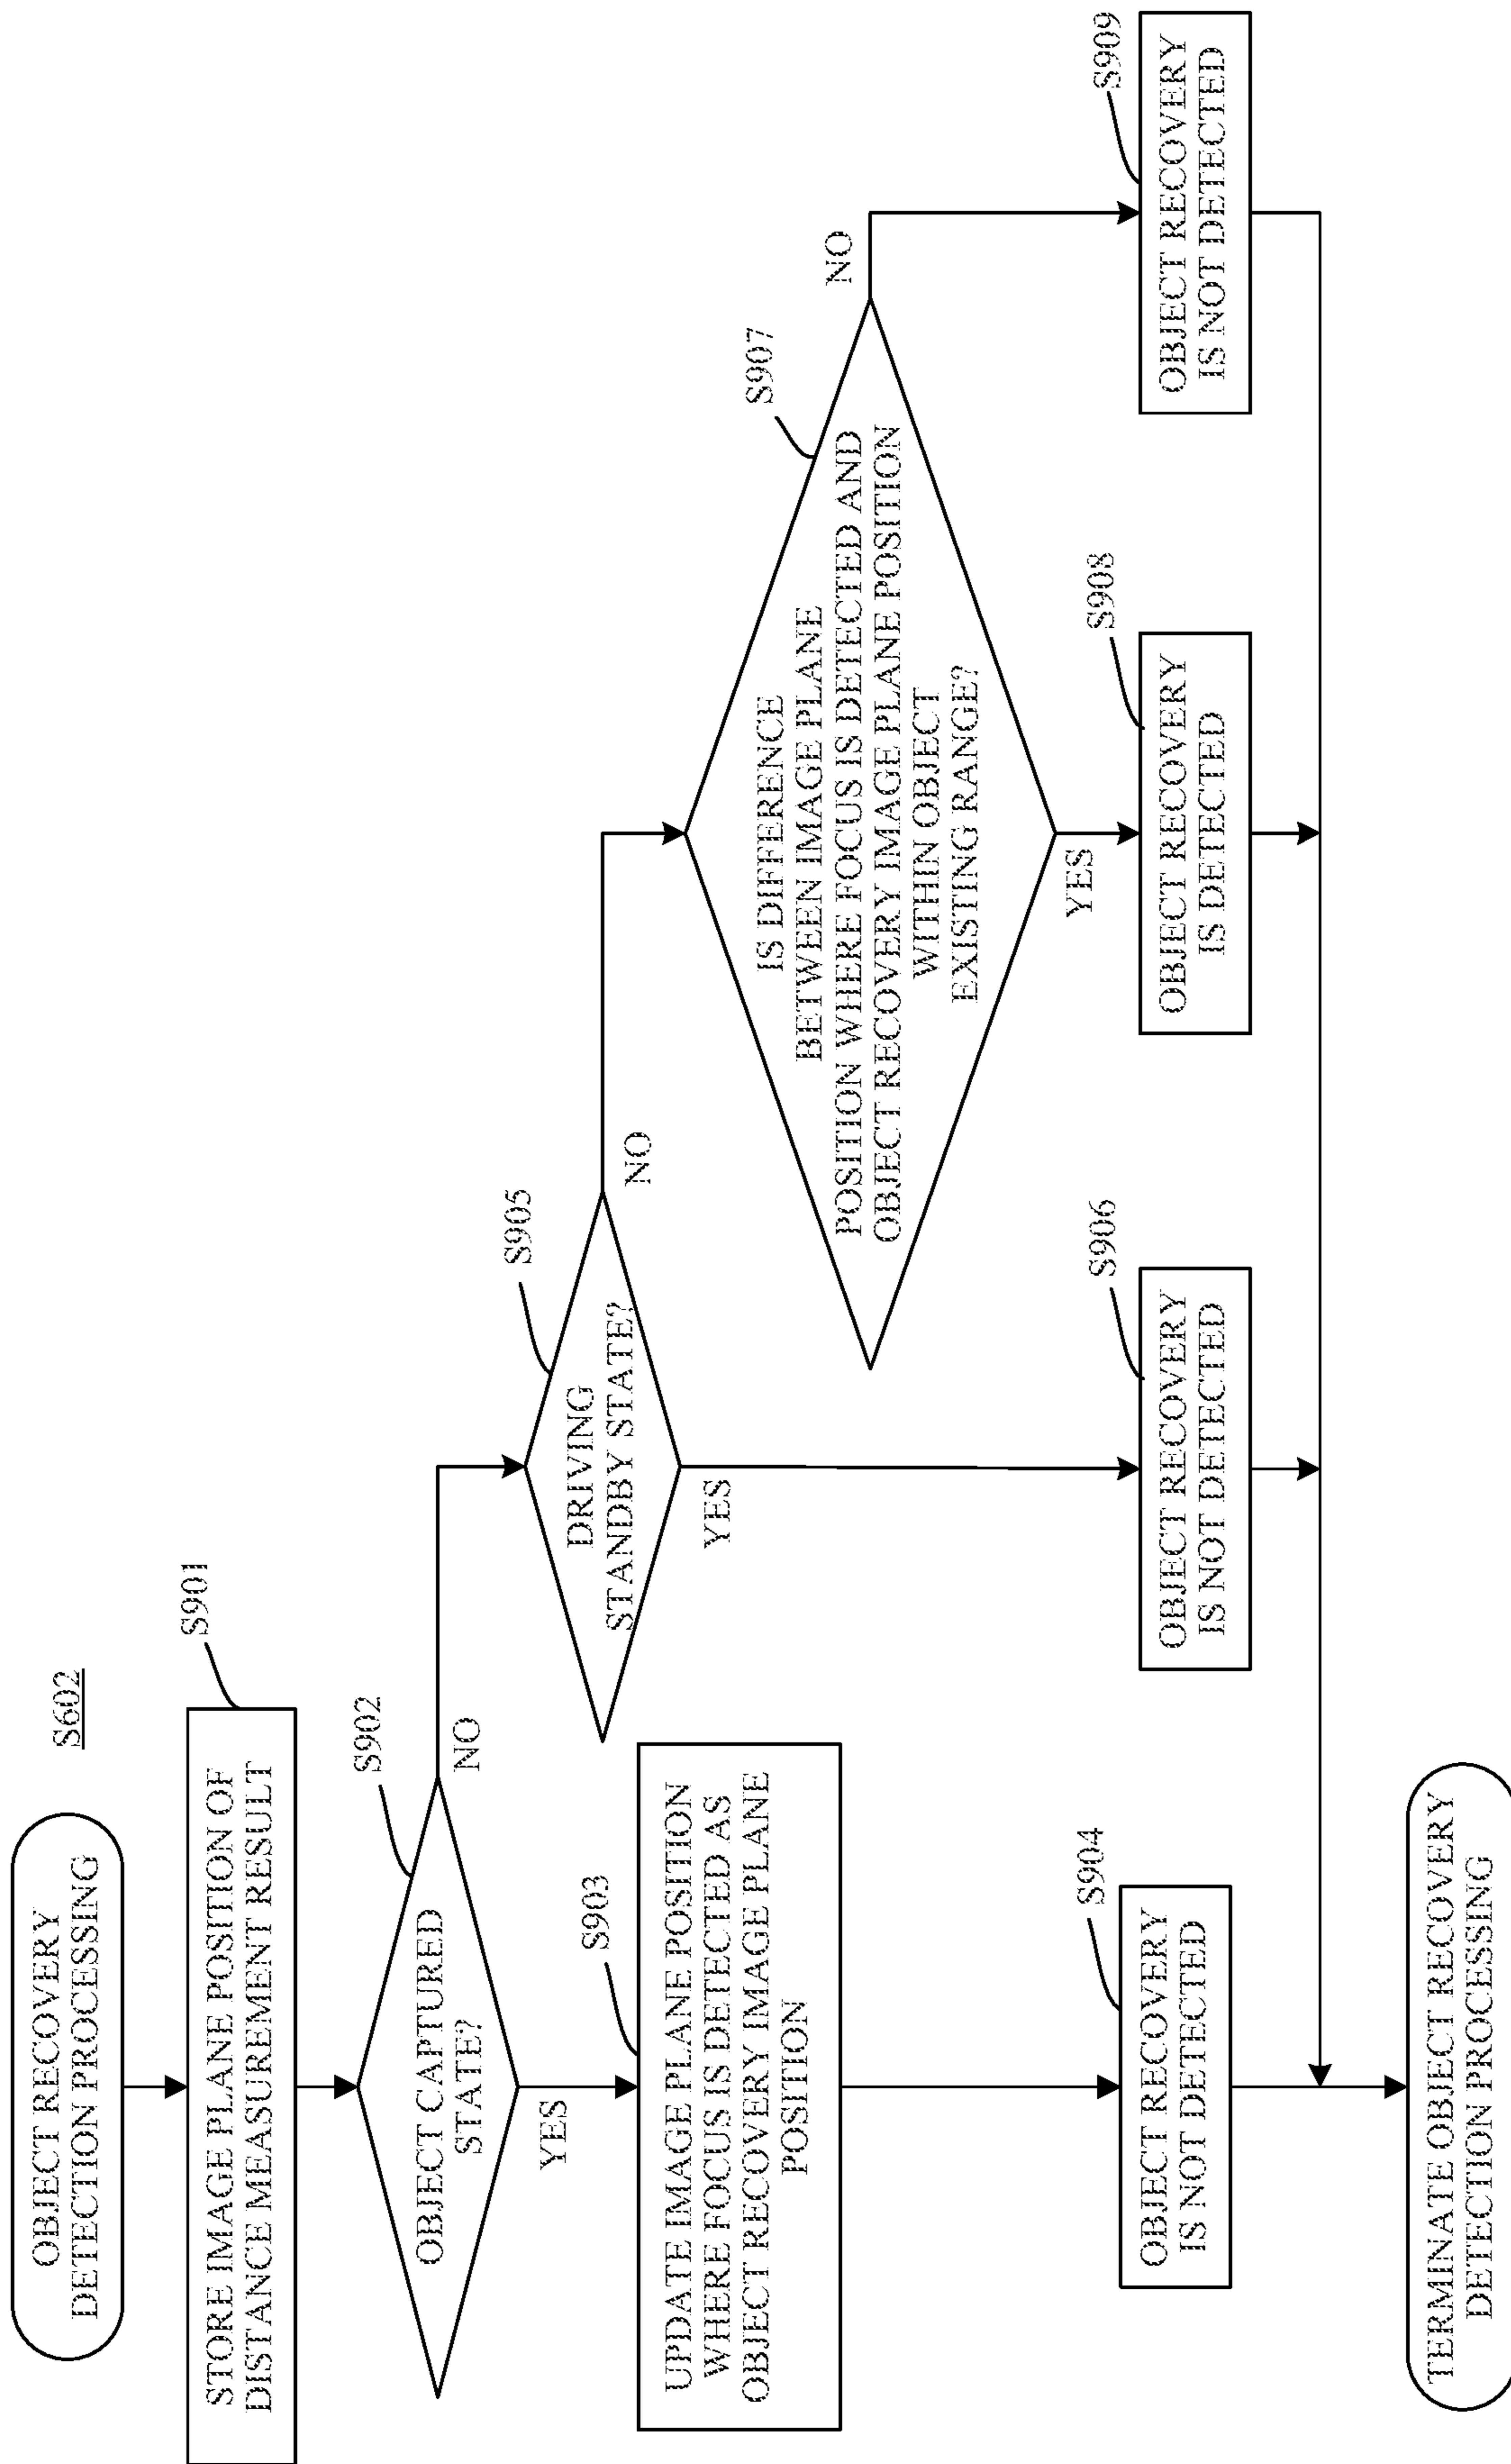 OBJECT RECOVERY
DETECTION PROCESSING
S602
STORE IMAGE PLANE POSITION OF
DISTANCE MEASUREMENT RESULT
S901
OBJECT CAPTURED
STATE?
S902
YES
NO
UPDATE IMAGE PLANE POSITION
WHERE FOCUS IS DETECTED AS
OBJECT RECOVERY IMAGE PLANE
POSITION
S903
OBJECT RECOVERY
IS NOT DETECTED
S904
DRIVING
STANDBY STATE?
S905
YES
NO
OBJECT RECOVERY
IS NOT DETECTED
S906
IS DIFFERENCE
BETWEEN IMAGE PLANE
POSITION WHERE FOCUS IS DETECTED AND
OBJECT RECOVERY IMAGE PLANE POSITION
WITHIN OBJECT
EXISTING RANGE?
S907
YES
NO
OBJECT RECOVERY
IS DETECTED
S908
OBJECT RECOVERY
IS NOT DETECTED
S909
TERMINATE OBJECT RECOVERY
DETECTION PROCESSING